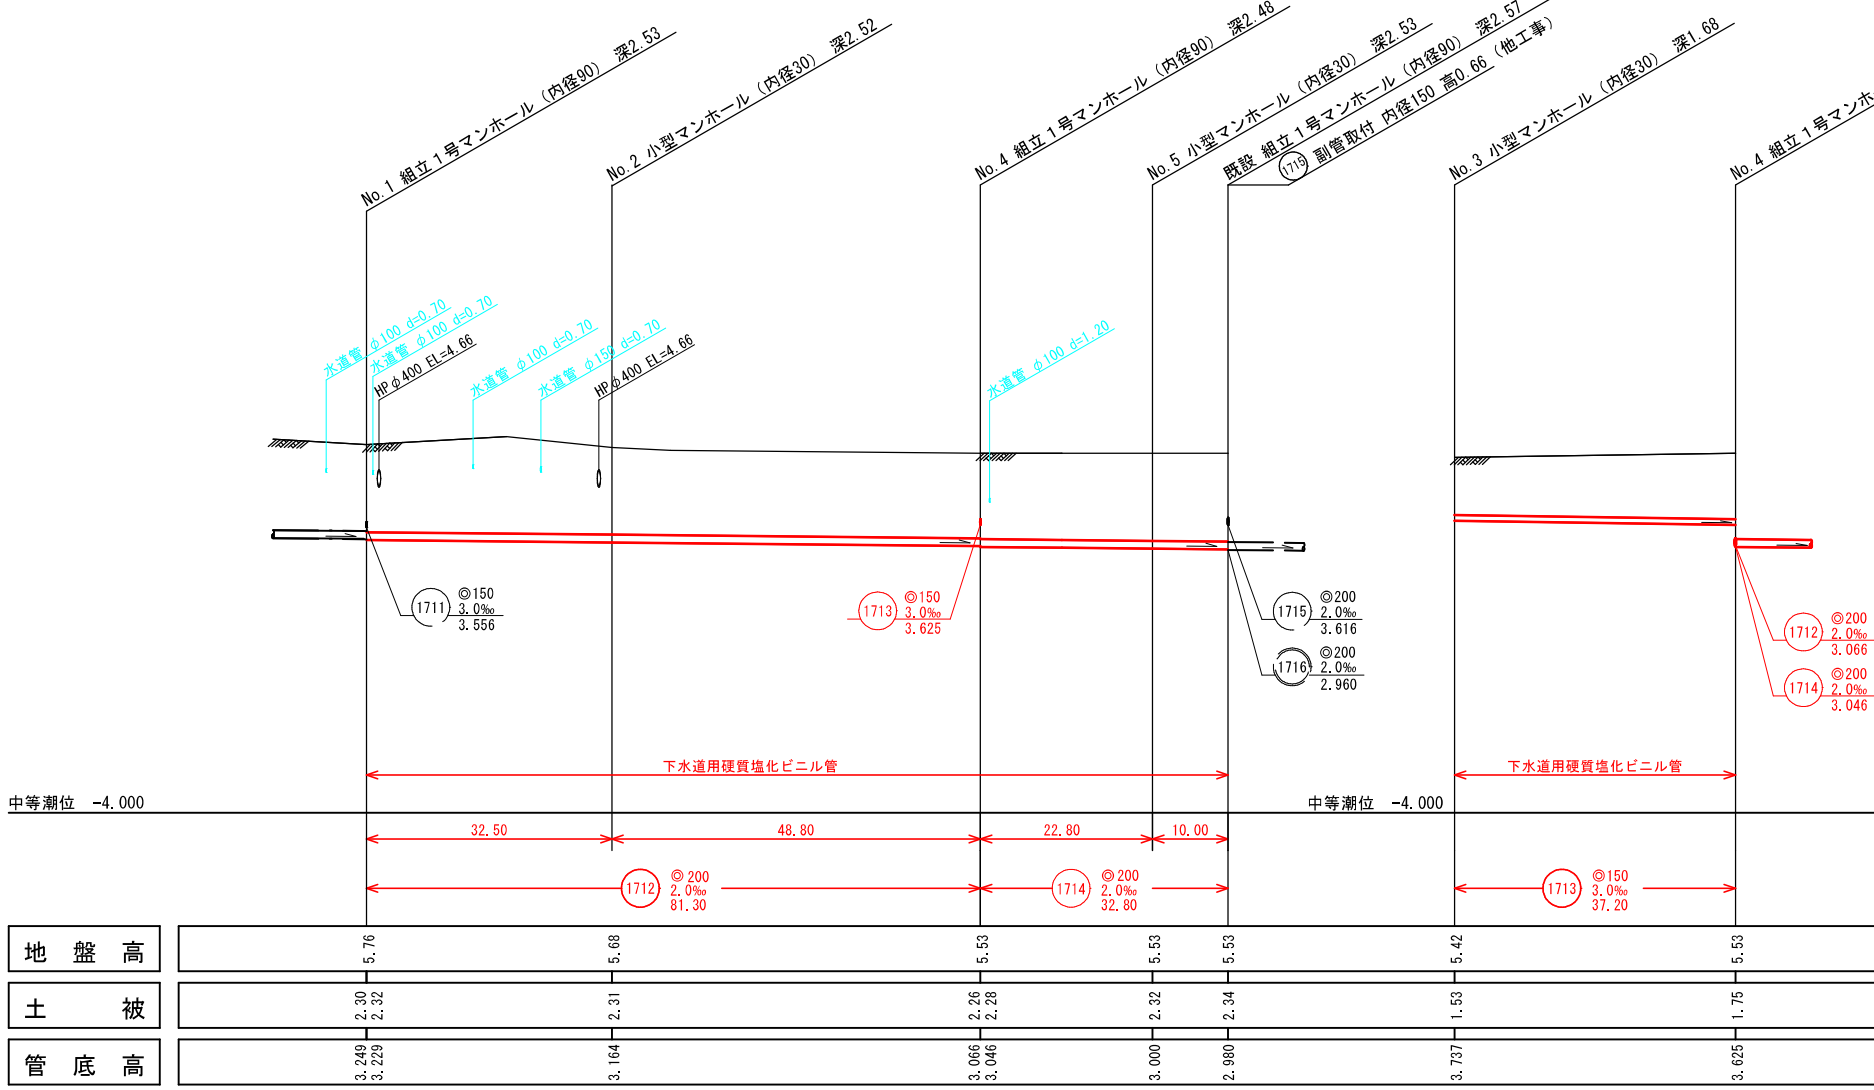 No.1 組立1号マンホール (内径90) 深2.53
No.2 小型マンホール (内径30) 深2.52
No.4 組立1号マンホール (内径90) 深2.48
No.5 小型マンホール (内径30) 深2.53
既設 組立1号マンホール (内径90) 深2.57
1715 副管取付 内径150 高0.66 (他工事)
No.3 小型マンホール (内径30) 深1.68
No.4 組立1号マンホ
水道管 φ100 d=0.70
水道管 φ100 d=0.70
HPφ400 EL=4.66
水道管 φ100 d=0.70
水道管 φ150 d=0.70
HPφ400 EL=4.66
水道管 φ100 d=1.20
1711 ◎150
3.0‰
3.556
1713 ◎150
3.0‰
3.625
1715 ◎200
2.0‰
3.616
1716 ◎200
2.0‰
2.960
1712 ◎200
2.0‰
3.066
1714 ◎200
2.0‰
3.046
下水道用硬質塩化ビニル管
下水道用硬質塩化ビニル管
中等潮位 -4.000
中等潮位 -4.000
32.50 48.80 22.80 10.00
1712 ◎200
2.0‰
81.30
1714 ◎200
2.0‰
32.80
1713 ◎150
3.0‰
37.20
地盤高 5.76 5.68 5.53 5.53 5.53 5.42 5.53
土被 2.30 2.32 2.31 2.26 2.28 2.32 2.34 1.53 1.75
管底高 3.249 3.229 3.164 3.066 3.046 3.000 2.980 3.737 3.625